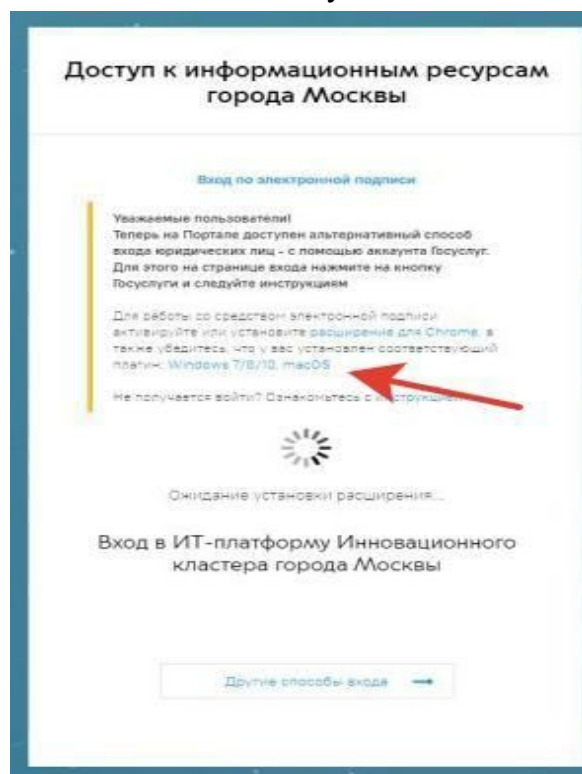 Доступ к информационным ресурсам
города Москвы
Вход по электронной подписи
Уважаемые пользователи!
Теперь на Портале доступен альтернативный способ
входа юридических лиц - с помощью аккаунта Госуслуг.
Для этого на странице входа нажмите на кнопку
Госуслуги и следуйте инструкциям
Для работы со средством электронной подписи
активируйте или установите расширение для Chrome, а
также убедитесь, что у вас установлен соответствующий
плагин: Windows 7/8/10, macOS
Не получается войти? Ознакомьтесь с инструкцией
Ожидание установки расширения...
Вход в ИТ-платформу Инновационного
кластера города Москвы
Другие способы входа